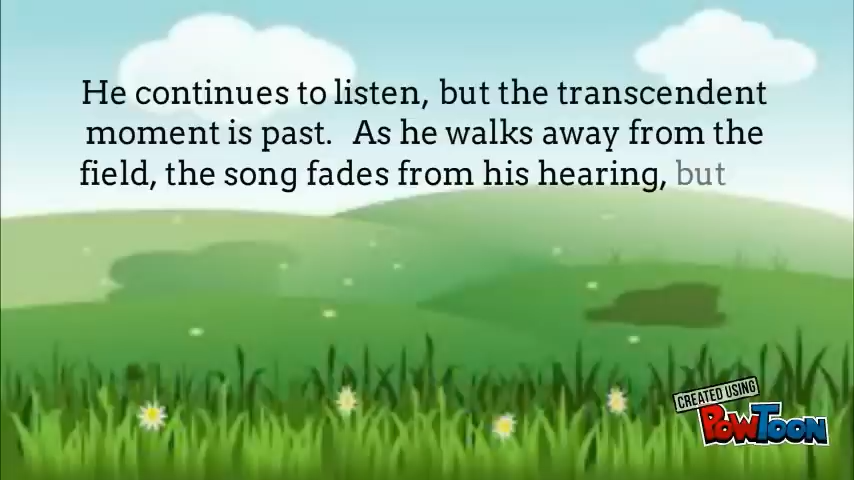 He continues to listen, but the transcendent
moment is past.   As he walks away from the
field, the song fades from his hearing, but
CREATED USING
POWTOON